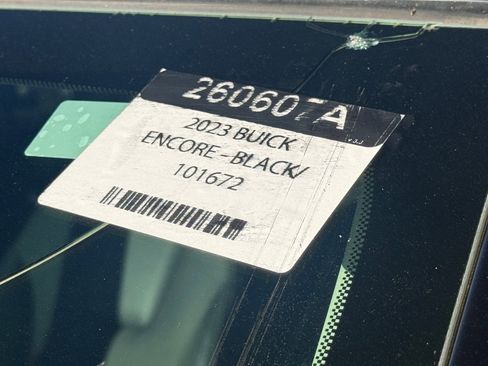 260607A
2023 BUICK
ENCORE - BLACK/
101672